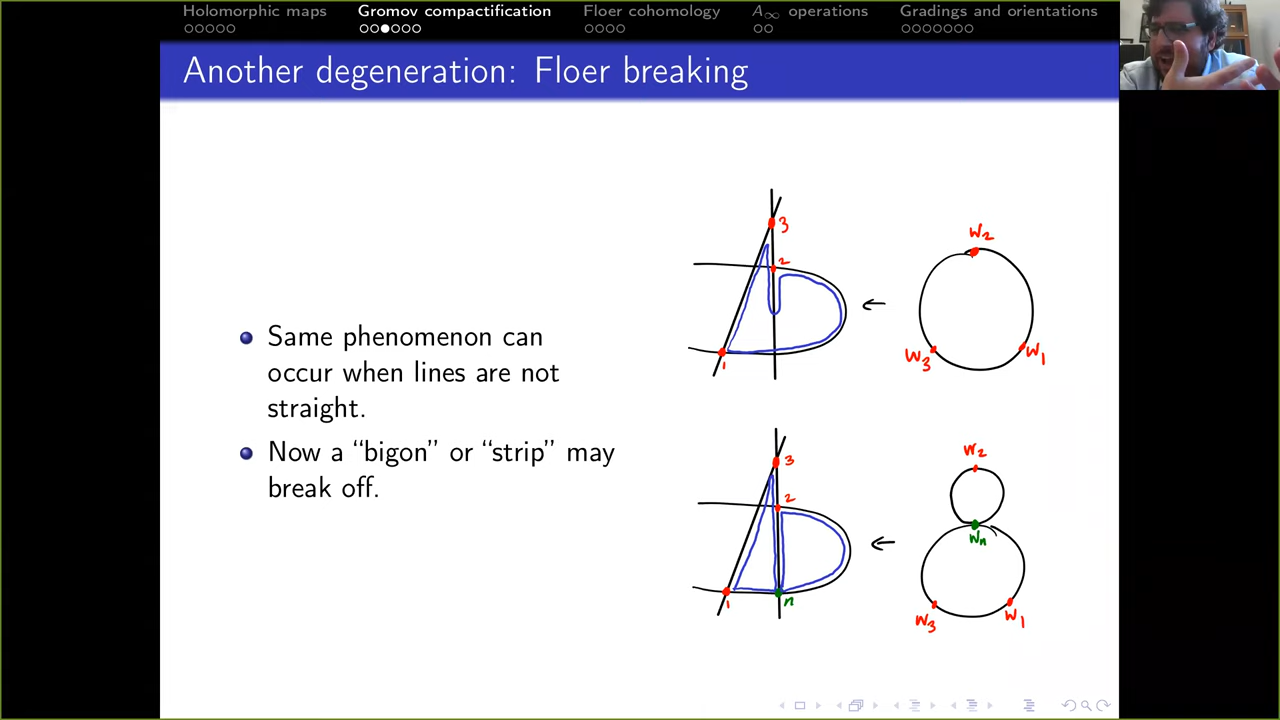 Holomorphic maps Gromov compactification Floer cohomology A∞ operations Gradings and orientations
Another degeneration: Floer breaking
Same phenomenon can
occur when lines are not
straight.
Now a “bigon” or “strip” may
break off.
3
2
1
←
w2
w3
w1
3
2
1
n
←
w2
wn
w3
w1